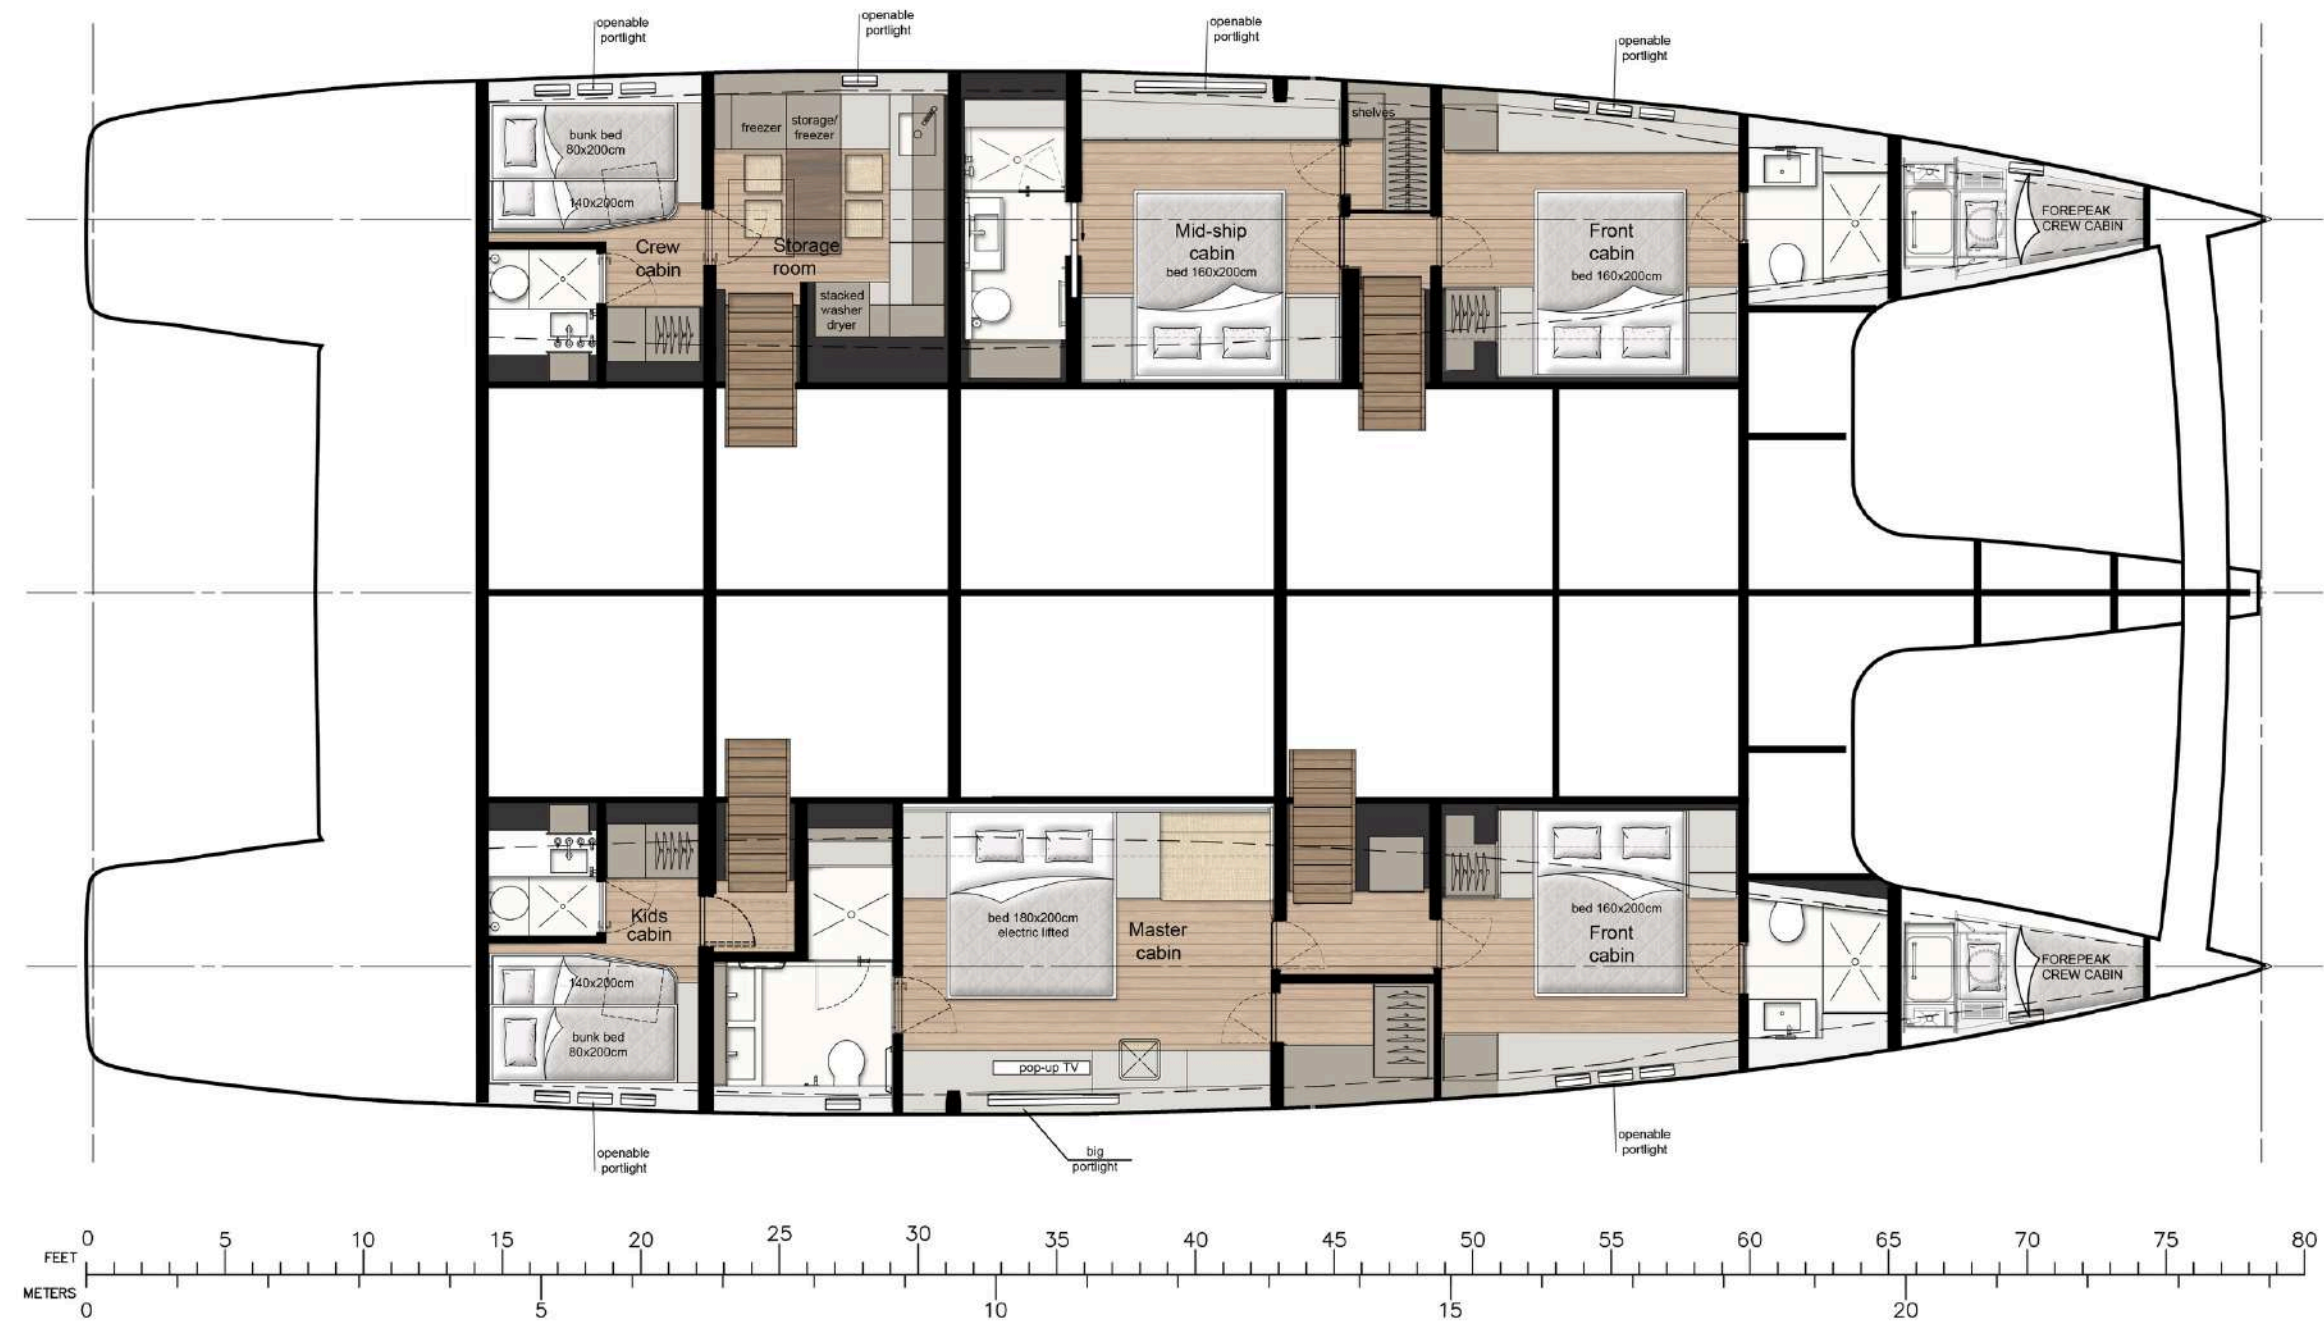 openable
portlight
openable
portlight
openable
portlight
openable
portlight
bunk bed
80x200cm
140x200cm
Crew
cabin
freezer
storage/
freezer
Storage
room
stacked
washer
dryer
Mid-ship
cabin
bed 160x200cm
shelves
Front
cabin
bed 160x200cm
FOREPEAK
CREW CABIN
Kids
cabin
140x200cm
bunk bed
80x200cm
bed 180x200cm
electric lifted
Master
cabin
pop-up TV
bed 160x200cm
Front
cabin
FOREPEAK
CREW CABIN
openable
portlight
big
portlight
openable
portlight
0 5 10 15 20 25 30 35 40 45 50 55 60 65 70 75 80
FEET
METERS
0 5 10 15 20